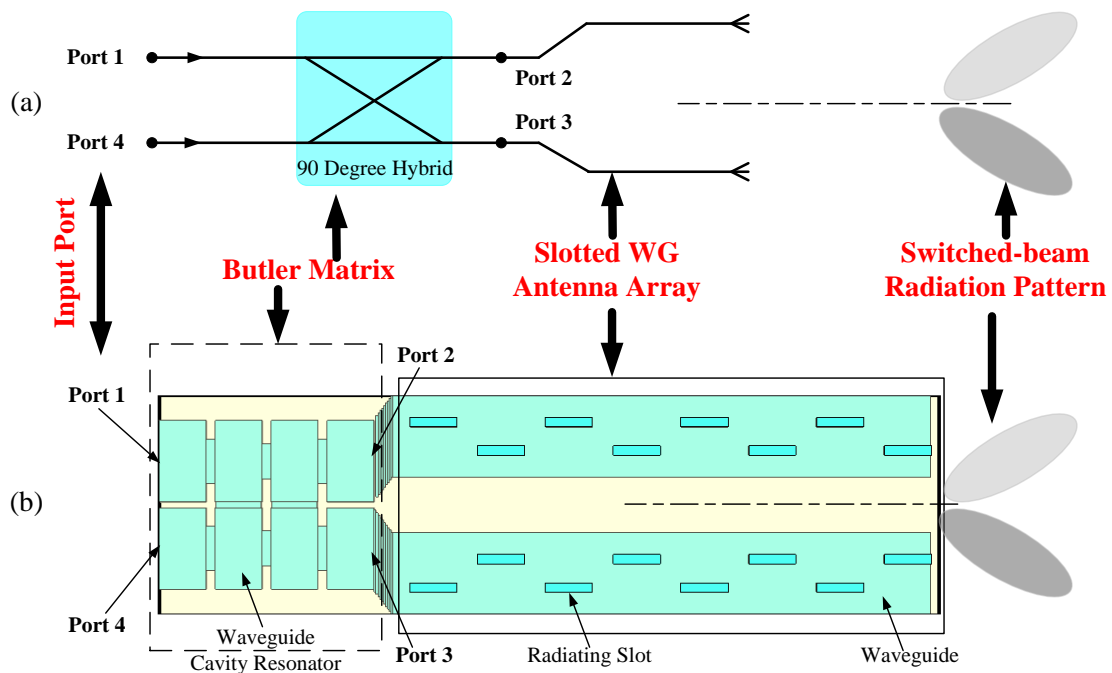 Port 1
Port 2
(a)
Port 3
Port 4
90 Degree Hybrid
Input Port
Butler Matrix
Slotted WG
Antenna Array
Switched-beam
Radiation Pattern
Port 2
Port 1
(b)
Port 4
Waveguide
Cavity Resonator
Port 3
Radiating Slot
Waveguide